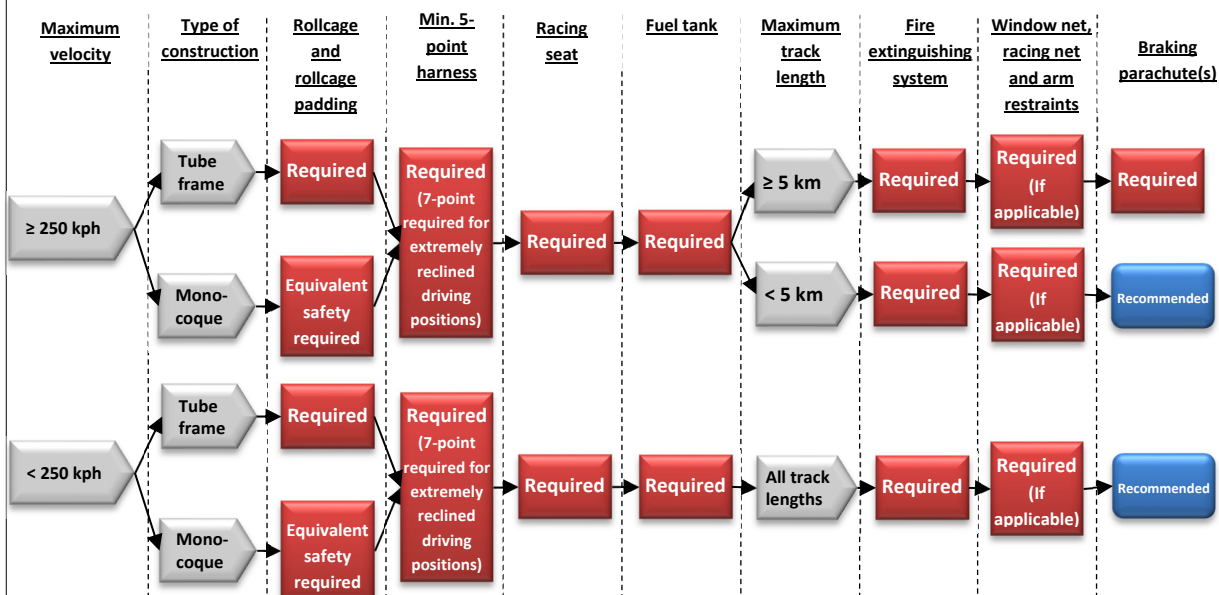 Maximum
velocity
Type of
construction
Rollcage
and
rollcage
padding
Min. 5-
point
harness
Racing
seat
Fuel tank
Maximum
track
length
Fire
extinguishing
system
Window net,
racing net
and arm
restraints
Braking
parachute(s)
≥ 250 kph
Tube
frame
Required
Mono-
coque
Equivalent
safety
required
Required
(7-point
required for
extremely
reclined
driving
positions)
Required
Required
≥ 5 km
Required
Required
(If
applicable)
Required
< 5 km
Required
Required
(If
applicable)
Recommended
< 250 kph
Tube
frame
Required
Mono-
coque
Equivalent
safety
required
Required
(7-point
required for
extremely
reclined
driving
positions)
Required
Required
All track
lengths
Required
Required
(If
applicable)
Recommended